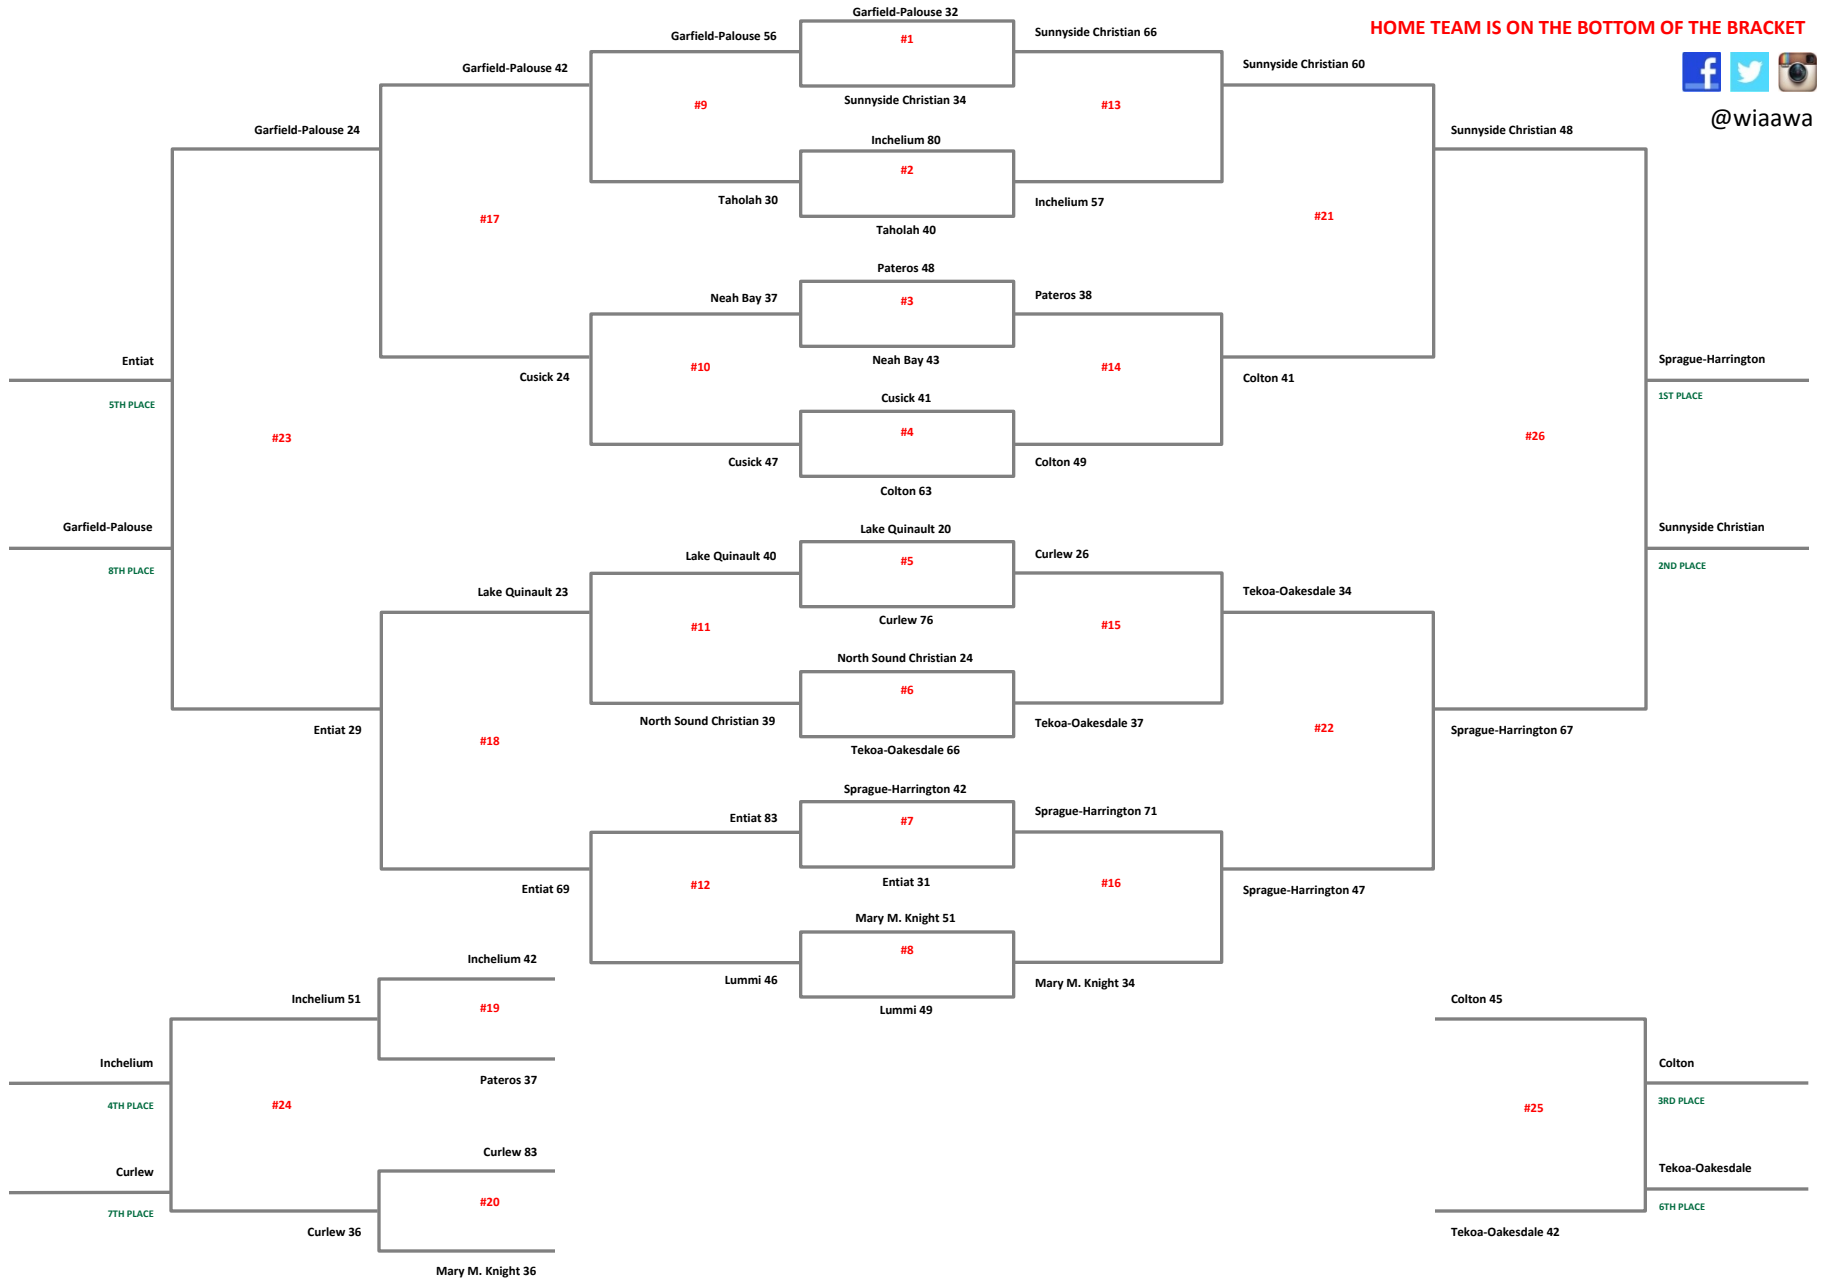 HOME TEAM IS ON THE BOTTOM OF THE BRACKET
@wiaawa
Garfield-Palouse 32
#1
Sunnyside Christian 34
Inchelium 80
#2
Taholah 40
Pateros 48
#3
Neah Bay 43
Cusick 41
#4
Colton 63
Lake Quinault 20
#5
Curlew 76
North Sound Christian 24
#6
Tekoa-Oakesdale 66
Sprague-Harrington 42
#7
Entiat 31
Mary M. Knight 51
#8
Lummi 49
Garfield-Palouse 56
#9
Taholah 30
Neah Bay 37
#10
Cusick 47
Lake Quinault 40
#11
North Sound Christian 39
Entiat 83
#12
Lummi 46
Sunnyside Christian 66
#13
Inchelium 57
Pateros 38
#14
Colton 49
Curlew 26
#15
Tekoa-Oakesdale 37
Sprague-Harrington 71
#16
Mary M. Knight 34
Garfield-Palouse 42
#17
Cusick 24
Lake Quinault 23
#18
Entiat 69
Inchelium 42
#19
Pateros 37
Curlew 83
#20
Mary M. Knight 36
Sunnyside Christian 60
#21
Colton 41
Tekoa-Oakesdale 34
#22
Sprague-Harrington 47
Garfield-Palouse 24
#23
Entiat 29
Entiat
5TH PLACE
Garfield-Palouse
8TH PLACE
Inchelium 51
#24
Curlew 36
Inchelium
4TH PLACE
Curlew
7TH PLACE
Colton 45
#25
Tekoa-Oakesdale 42
Colton
3RD PLACE
Tekoa-Oakesdale
6TH PLACE
Sunnyside Christian 48
#26
Sprague-Harrington 67
Sprague-Harrington
1ST PLACE
Sunnyside Christian
2ND PLACE